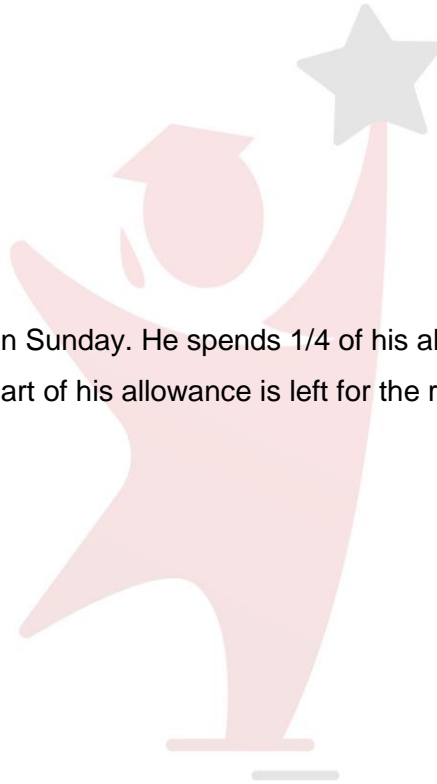 n Sunday. He spends 1/4 of his al
art of his allowance is left for the r